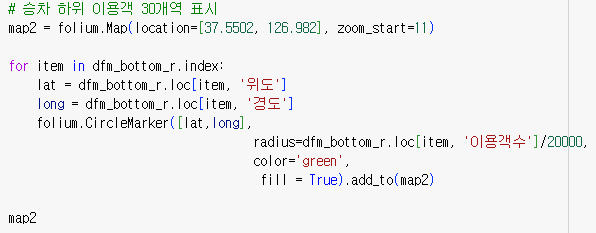 # 승차 하위 이용객 30개역 표시
map2 = folium.Map(location=[37.5502, 126.982], zoom_start=11)
for item in dfm_bottom_r.index:
lat = dfm_bottom_r.loc[item, '위도']
long = dfm_bottom_r.loc[item, '경도']
folium.CircleMarker([lat,long],
radius=dfm_bottom_r.loc[item, '이용객수']/20000,
color='green',
fill = True).add_to(map2)
map2